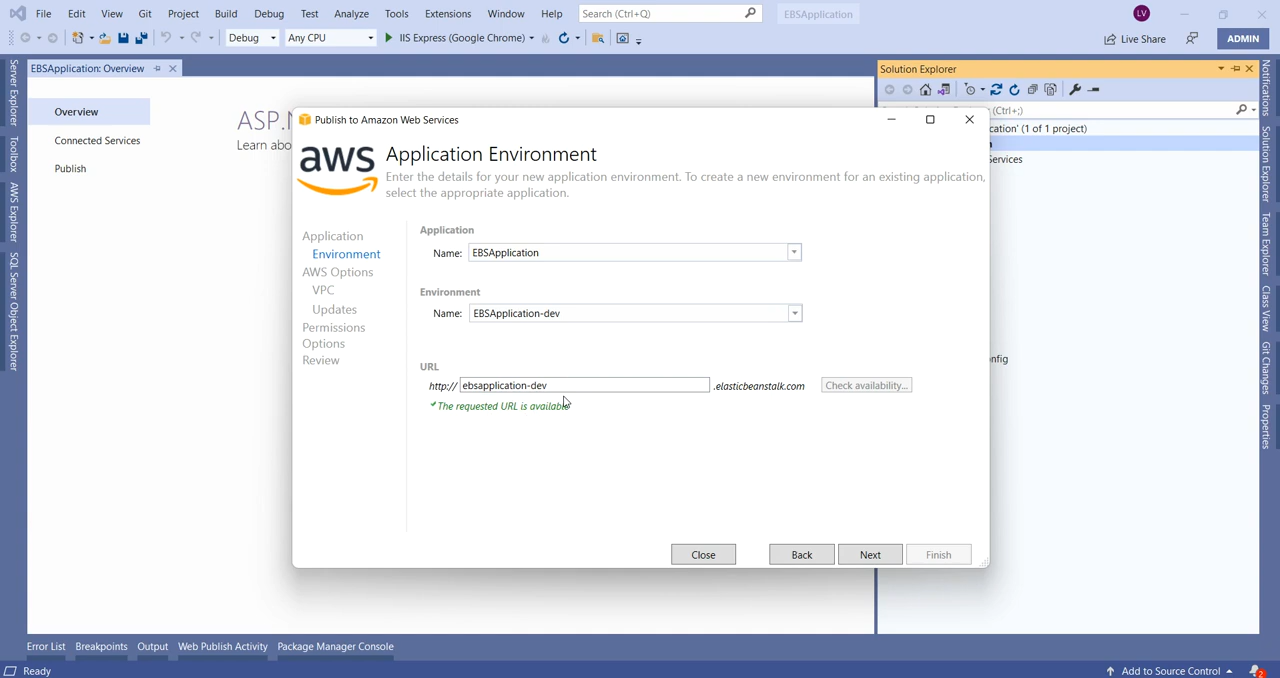 File Edit View Git Project Build Debug Test Analyze Tools Extensions Window Help Search (Ctrl+Q) EBSApplication LV
Debug Any CPU IIS Express (Google Chrome) Live Share ADMIN
EBSApplication: Overview
Solution Explorer
Server Explorer
Toolbox
AWS Explorer
SQL Server Object Explorer
Overview
Connected Services
Publish
ASP.N
Learn abo
(Ctrl+;)
cation' (1 of 1 project)
Services
onfig
Publish to Amazon Web Services
aws
Application Environment
Enter the details for your new application environment. To create a new environment for an existing application,
select the appropriate application.
Application
Environment
AWS Options
VPC
Updates
Permissions
Options
Review
Application
Name: EBSApplication
Environment
Name: EBSApplication-dev
URL
http:// ebsapplication-dev .elasticbeanstalk.com Check availability...
The requested URL is available
Close Back Next Finish
Notifications
Solution Explorer
Team Explorer
Class View
Git Changes
Properties
Error List Breakpoints Output Web Publish Activity Package Manager Console
Ready Add to Source Control 2